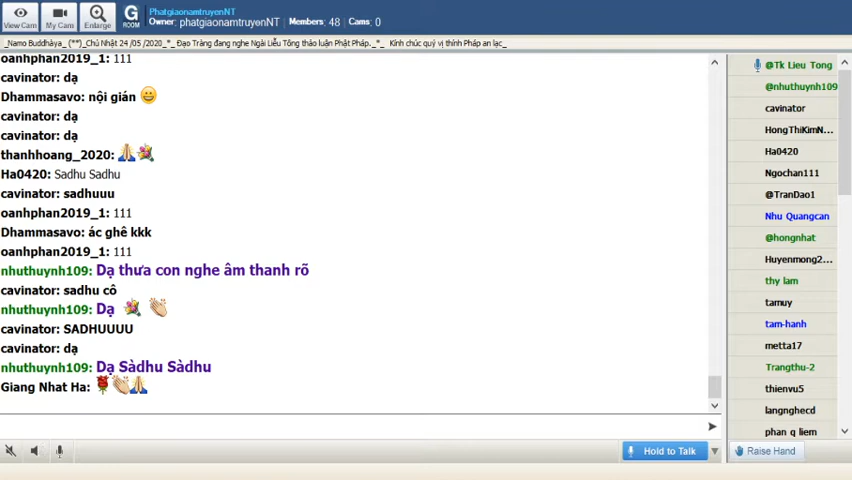 View Cam
My Cam
Enlarge
G
ROOM
PhatgiaonamtruyenNT
Owner: phatgiaonamtruyenNT Members: 48 Cams: 0
_Namo Buddhàya_ (**)_Chủ Nhật 24 /05 /2020_*_ Đạo Tràng đang nghe Ngài Liễu Tông thảo luận Phật Pháp._*_ Kính chúc quý vị thính Pháp an lạc_
oanhphan2019_1: 111
cavinator: dạ
Dhammasavo: nội gián 😀
cavinator: dạ
cavinator: dạ
thanhhoang_2020: 🙏💐
Ha0420: Sadhu Sadhu
cavinator: sadhuuu
oanhphan2019_1: 111
Dhammasavo: ác ghê kkk
oanhphan2019_1: 111
nhuthuynh109: Dạ thưa con nghe âm thanh rõ
cavinator: sadhu cô
nhuthuynh109: Dạ 💐 👏
cavinator: SADHUUUU
cavinator: dạ
nhuthuynh109: Dạ Sàdhu Sàdhu
Giang Nhat Ha: 🌹👏🙏
@Tk Lieu Tong
@nhuthuynh109
cavinator
HongThiKimN...
Ha0420
Ngochan111
@TranDao1
Nhu Quangcan
@hongnhat
Huyenmong2...
thy lam
tamuy
tam-hanh
metta17
Trangthu-2
thienvu5
langnghecd
phan q liem
Hold to Talk
Raise Hand